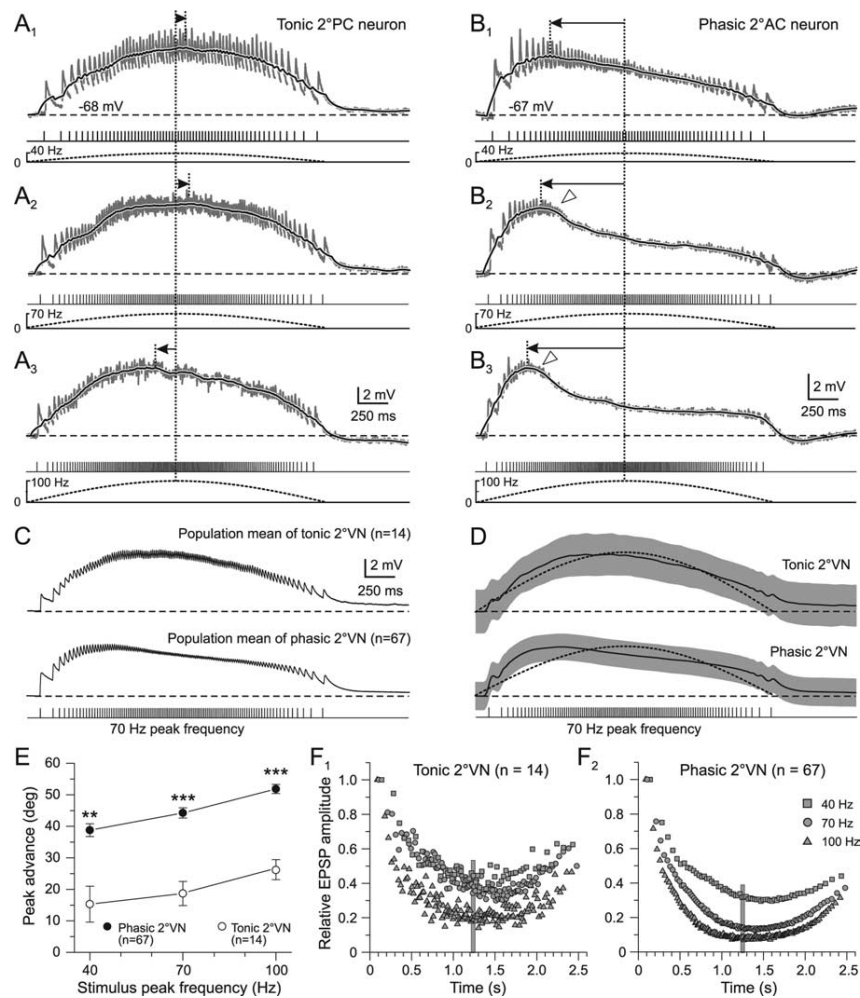 A1 Tonic 2°PC neuron
-68 mV
40 Hz
0
A2
70 Hz
0
A3
2 mV
250 ms
100 Hz
0
B1 Phasic 2°AC neuron
-67 mV
40 Hz
0
B2
70 Hz
0
B3
2 mV
250 ms
100 Hz
0
C
Population mean of tonic 2°VN (n=14)
2 mV
250 ms
Population mean of phasic 2°VN (n=67)
70 Hz peak frequency
D
Tonic 2°VN
Phasic 2°VN
70 Hz peak frequency
E
Peak advance (deg)
60
50
40
30
20
10
0
**
***
***
Phasic 2°VN
(n=67)
Tonic 2°VN
(n=14)
40 70 100
Stimulus peak frequency (Hz)
F1 Tonic 2°VN (n = 14)
Relative EPSP amplitude
1.0
0.8
0.6
0.4
0.2
0
0 0.5 1.0 1.5 2.0 2.5
Time (s)
F2 Phasic 2°VN (n = 67)
40 Hz
70 Hz
100 Hz
1.0
0.8
0.6
0.4
0.2
0
0 0.5 1.0 1.5 2.0 2.5
Time (s)